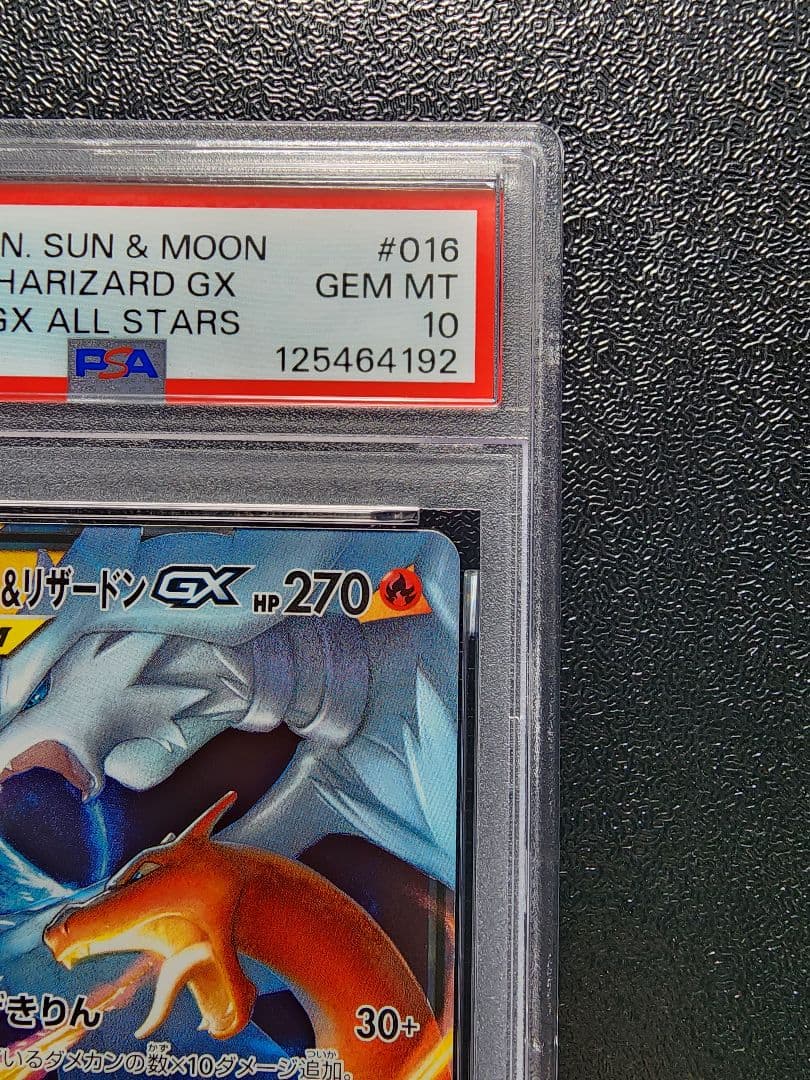 N. SUN & MOON #016
HARIZARD GX GEM MT
GX ALL STARS 10
PSA 125464192
&リザードンGX HP 270
きりん 30+
いるダメカンの数×10ダメージ追加。